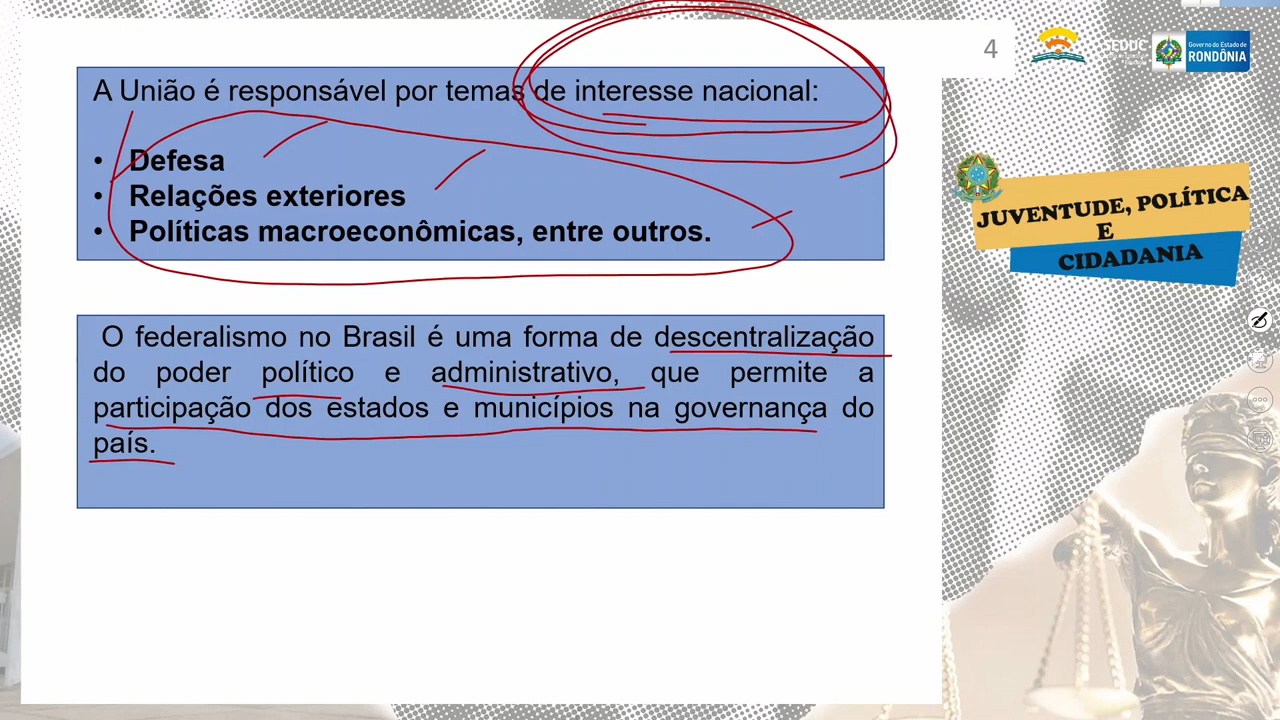 4
SEDUC
Governo do Estado de
RONDÔNIA
A União é responsável por temas de interesse nacional:
• Defesa
• Relações exteriores
• Políticas macroeconômicas, entre outros.
JUVENTUDE, POLÍTICA
E
CIDADANIA
O federalismo no Brasil é uma forma de descentralização
do poder político e administrativo, que permite a
participação dos estados e municípios na governança do
país.